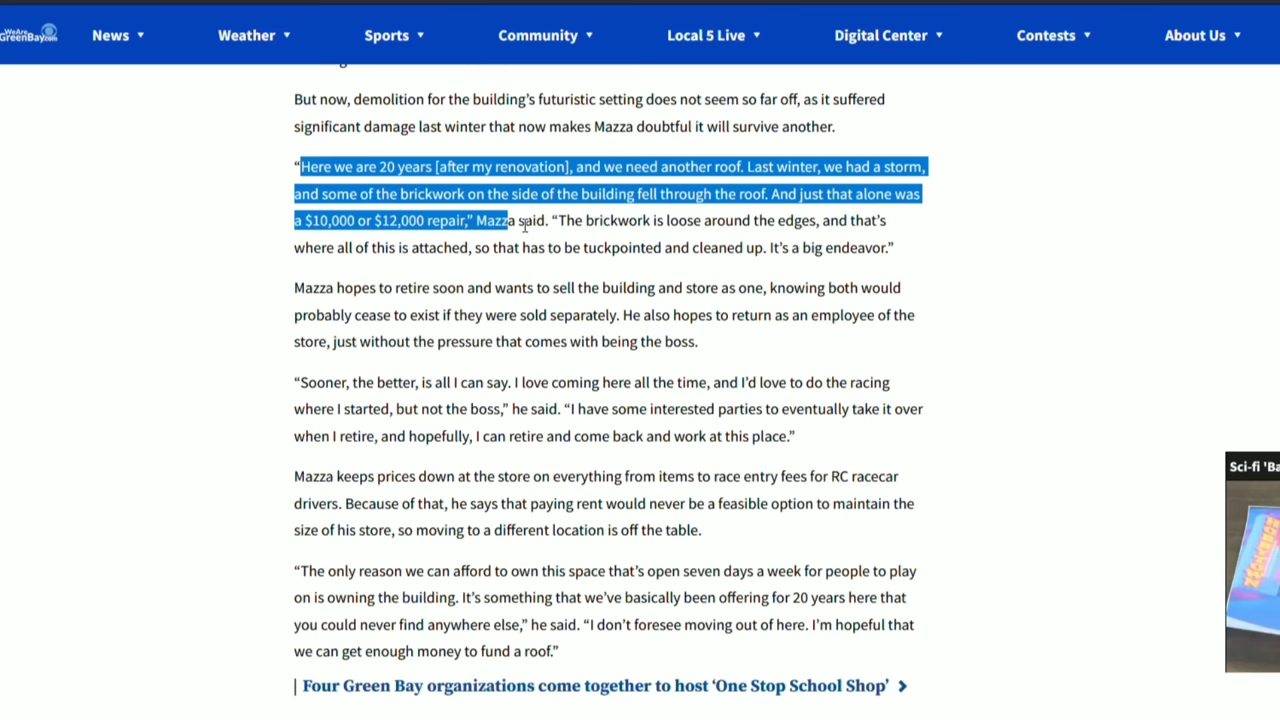 WeAre
GreenBay.com
News
Weather
Sports
Community
Local 5 Live
Digital Center
Contests
About Us
But now, demolition for the building’s futuristic setting does not seem so far off, as it suffered
significant damage last winter that now makes Mazza doubtful it will survive another.
“Here we are 20 years [after my renovation], and we need another roof. Last winter, we had a storm,
and some of the brickwork on the side of the building fell through the roof. And just that alone was
a $10,000 or $12,000 repair,” Mazza said. “The brickwork is loose around the edges, and that’s
where all of this is attached, so that has to be tuckpointed and cleaned up. It’s a big endeavor.”
Mazza hopes to retire soon and wants to sell the building and store as one, knowing both would
probably cease to exist if they were sold separately. He also hopes to return as an employee of the
store, just without the pressure that comes with being the boss.
“Sooner, the better, is all I can say. I love coming here all the time, and I’d love to do the racing
where I started, but not the boss,” he said. “I have some interested parties to eventually take it over
when I retire, and hopefully, I can retire and come back and work at this place.”
Mazza keeps prices down at the store on everything from items to race entry fees for RC racecar
drivers. Because of that, he says that paying rent would never be a feasible option to maintain the
size of his store, so moving to a different location is off the table.
“The only reason we can afford to own this space that’s open seven days a week for people to play
on is owning the building. It’s something that we’ve basically been offering for 20 years here that
you could never find anywhere else,” he said. “I don’t foresee moving out of here. I’m hopeful that
we can get enough money to fund a roof.”
Four Green Bay organizations come together to host ‘One Stop School Shop’
Sci-fi 'Ba